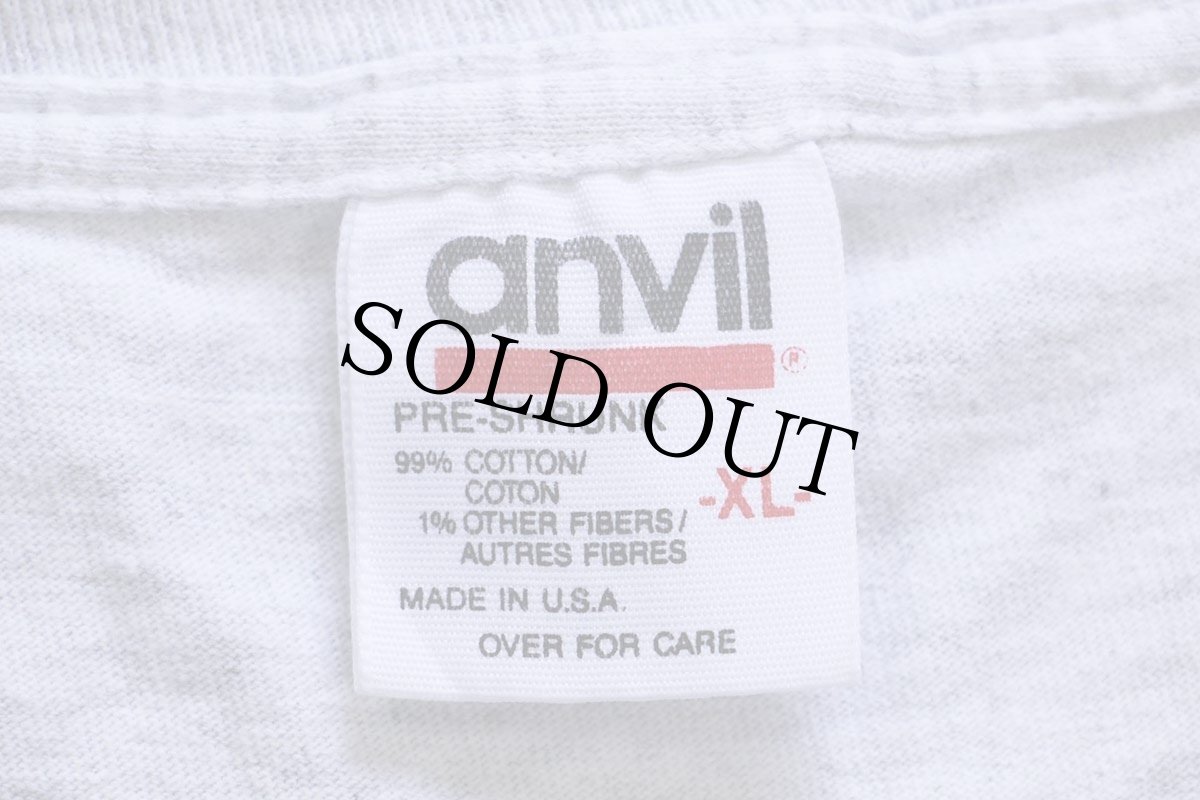 anvil
®
SOLD OUT
PRE-SHRUNK
99% COTTON/
COTON
-XL-
1% OTHER FIBERS/
AUTRES FIBRES
MADE IN U.S.A.
OVER FOR CARE